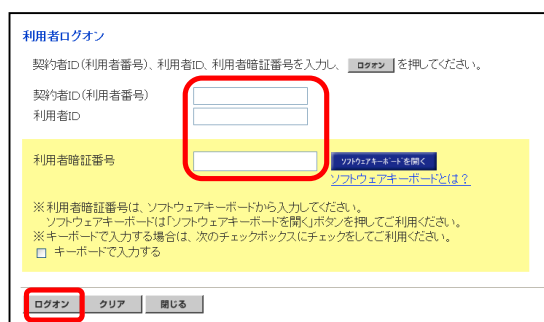 利用者ログオン
契約者ID(利用者番号)、利用者ID、利用者暗証番号を入力し、 ログオン を押してください。
契約者ID(利用者番号)
利用者ID
利用者暗証番号 ソフトウェアキーボードを開く
ソフトウェアキーボードとは?
※利用者暗証番号は、ソフトウェアキーボードから入力してください。
ソフトウェアキーボードは「ソフトウェアキーボードを開く」ボタンを押してご利用ください。
※キーボードで入力する場合は、次のチェックボックスにチェックをしてご利用ください。
キーボードで入力する
ログオン クリア 閉じる